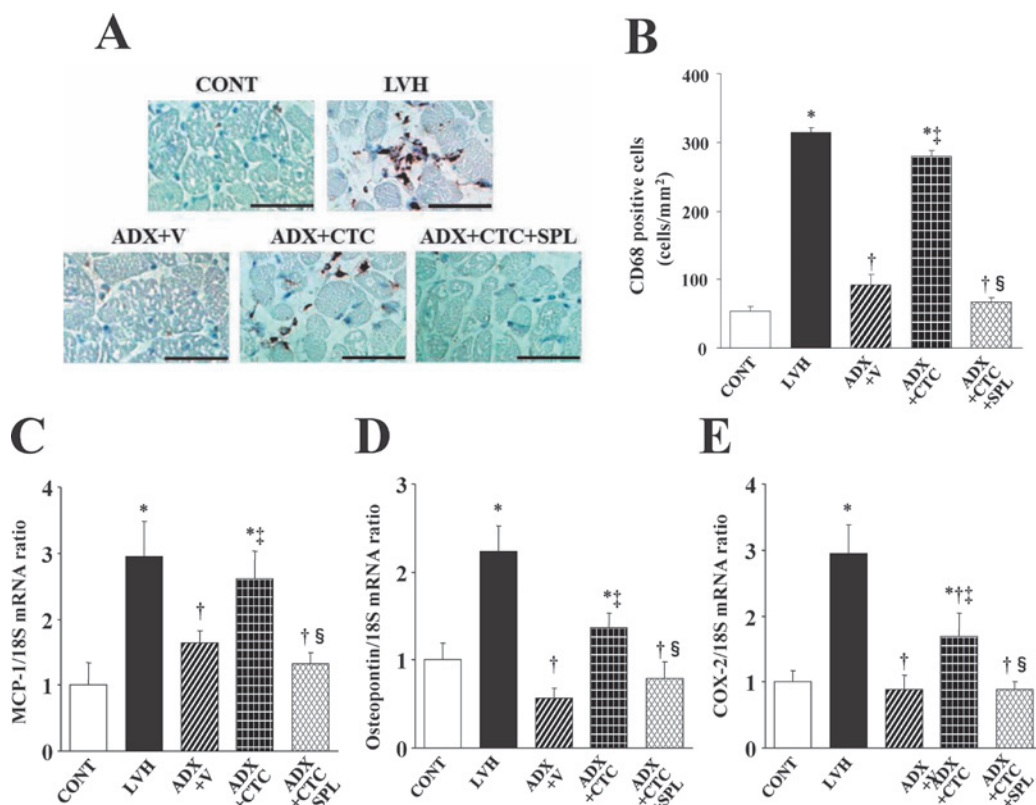 A
CONT LVH
ADX+V ADX+CTC ADX+CTC+SPL
B
CD68 positive cells
(cells/mm²)
400
300
200
100
0
*
†
*‡
† §
CONT
LVH
ADX
+V
ADX
+CTC
ADX
+CTC
+SPL
C
MCP-1/18S mRNA ratio
4
3
2
1
0
*
†
*‡
† §
CONT
LVH
ADX
+V
ADX
+CTC
ADX
+CTC
+SPL
D
Osteopontin/18S mRNA ratio
3
2
1
0
*
†
*‡
† §
CONT
LVH
ADX
+V
ADX
+CTC
ADX
+CTC
+SPL
E
COX-2/18S mRNA ratio
4
3
2
1
0
*
†
*†‡
† §
CONT
LVH
ADX
+V
ADX
+CTC
ADX
+CTC
+SPL